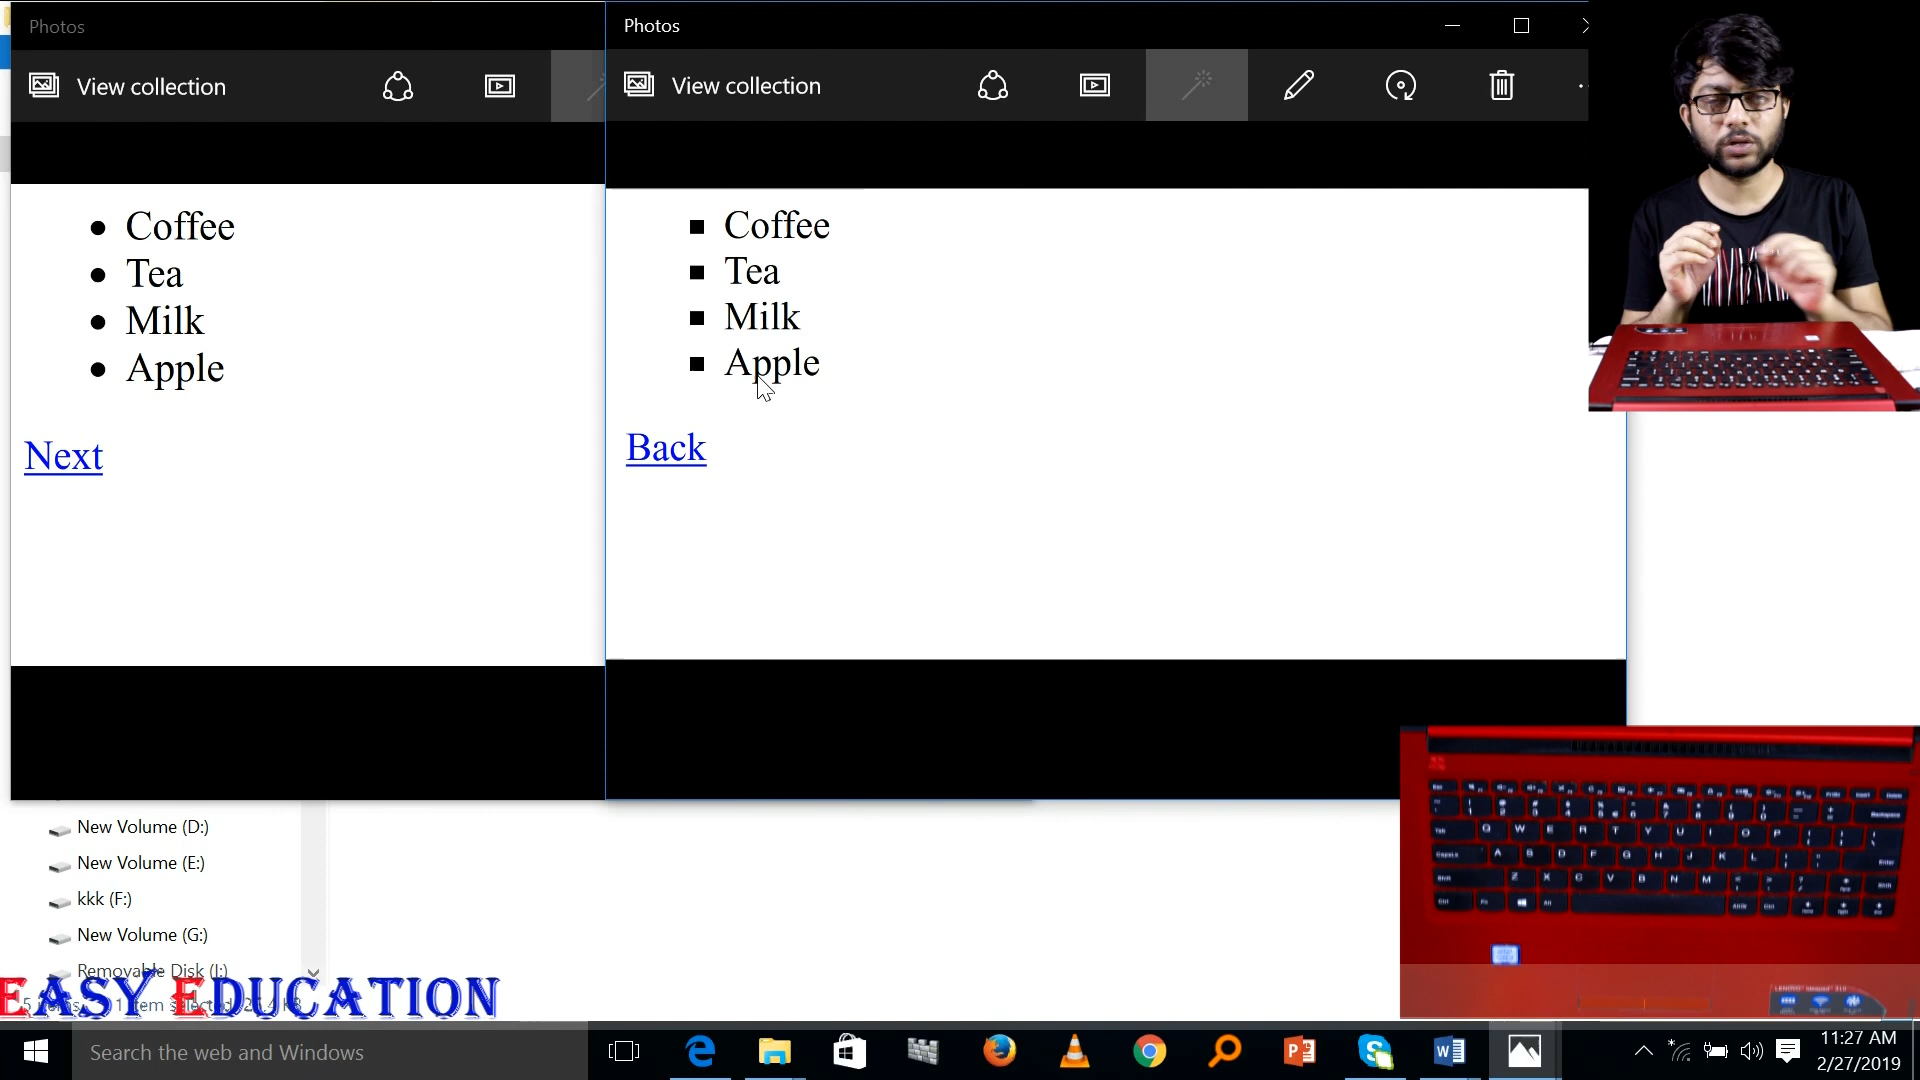 Photos
View collection
Coffee
Tea
Milk
Apple
Next
Photos
View collection
Coffee
Tea
Milk
Apple
Back
New Volume (D:)
New Volume (E:)
kkk (F:)
New Volume (G:)
Removable Disk (I:)
EASY EDUCATION
Search the web and Windows
11:27 AM
2/27/2019